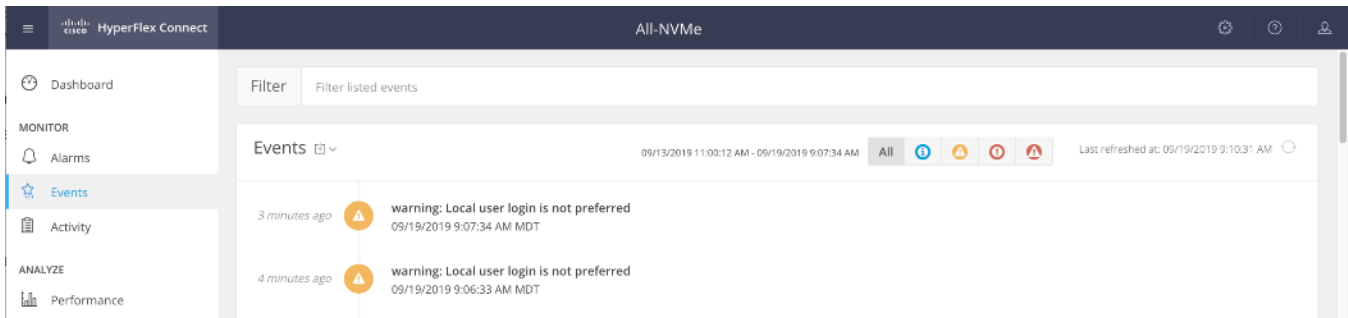 cisco HyperFlex Connect
All-NVMe
Dashboard
MONITOR
Alarms
Events
Activity
ANALYZE
Performance
Filter Filter listed events
Events
09/13/2019 11:00:12 AM - 09/19/2019 9:07:34 AM All
Last refreshed at: 09/19/2019 9:10:31 AM
3 minutes ago
warning: Local user login is not preferred
09/19/2019 9:07:34 AM MDT
4 minutes ago
warning: Local user login is not preferred
09/19/2019 9:06:33 AM MDT